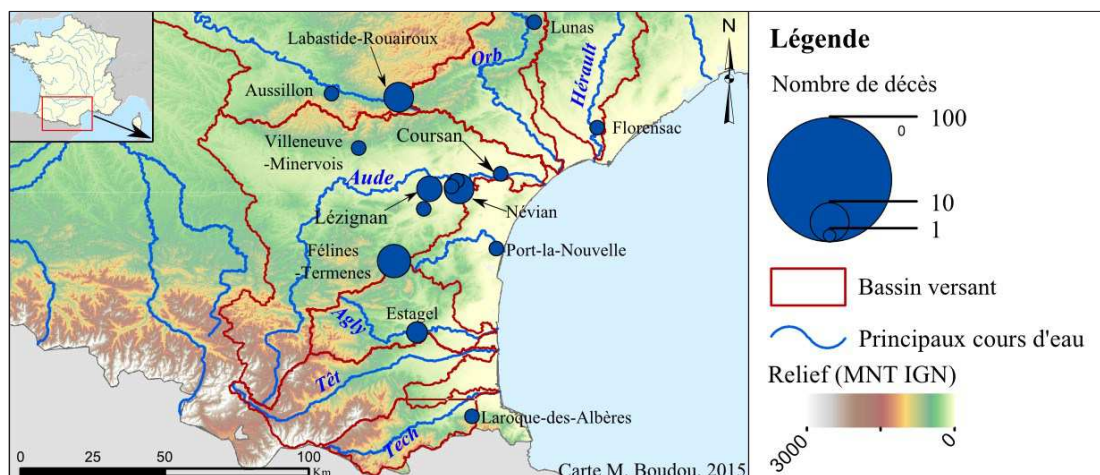 Lunas
N
Labastide-Rouairoux
Orb
Hérault
Aussillon
Villeneuve
-Minervois
Coursan
Florensac
Aude
Lézignan
Névian
Félines
-Termenes
Port-la-Nouvelle
Agly
Estagel
Têt
Tech
Laroque-des-Albères
0 25 50 100
Km
Carte M. Boudou, 2015
Légende
Nombre de décès
100
0
10
1
Bassin versant
Principaux cours d'eau
Relief (MNT IGN)
3000
0